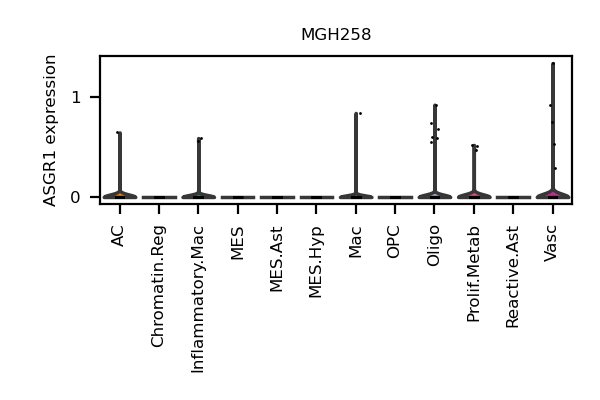 MGH258
ASGR1 expression
1
0
AC
Chromatin.Reg
Inflammatory.Mac
MES
MES.Ast
MES.Hyp
Mac
OPC
Oligo
Prolif.Metab
Reactive.Ast
Vasc